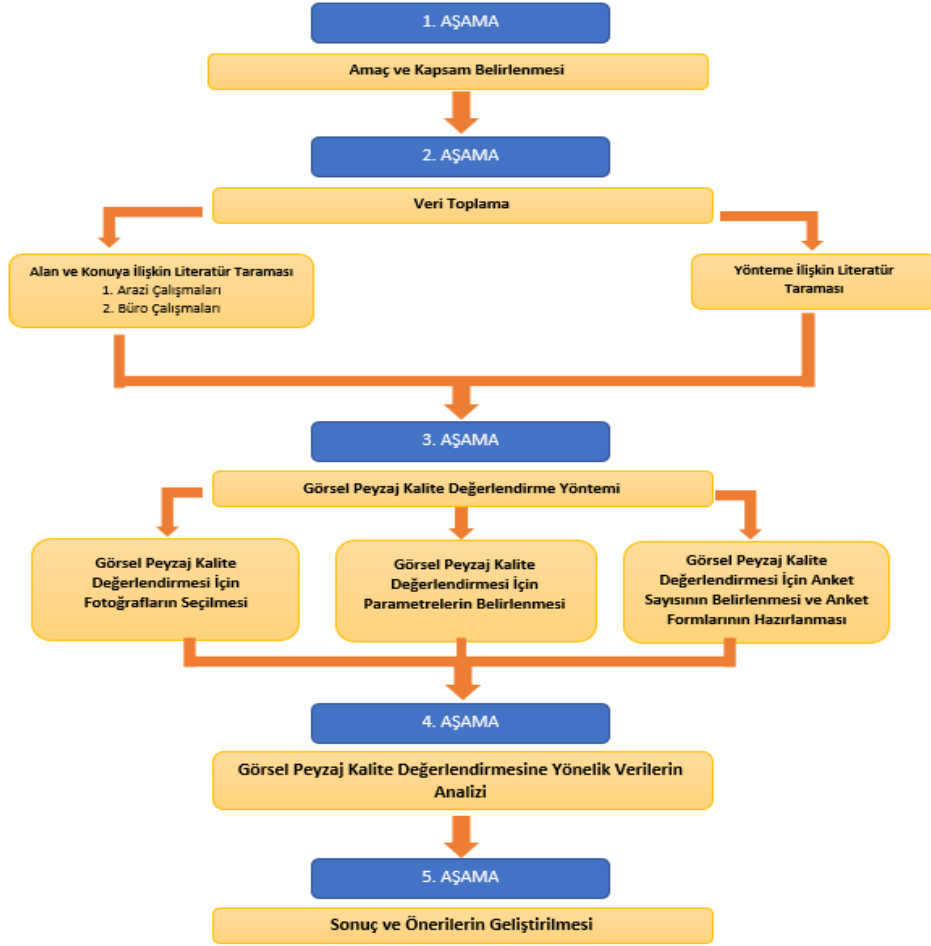 1. AŞAMA
Amaç ve Kapsam Belirlenmesi
2. AŞAMA
Veri Toplama
Alan ve Konuya İlişkin Literatür Taraması
1. Arazi Çalışmaları
2. Büro Çalışmaları
Yönteme İlişkin Literatür
Taraması
3. AŞAMA
Görsel Peyzaj Kalite Değerlendirme Yöntemi
Görsel Peyzaj Kalite
Değerlendirmesi İçin
Fotoğrafların Seçilmesi
Görsel Peyzaj Kalite
Değerlendirmesi İçin
Parametrelerin Belirlenmesi
Görsel Peyzaj Kalite
Değerlendirmesi İçin Anket
Sayısının Belirlenmesi ve Anket
Formlarının Hazırlanması
4. AŞAMA
Görsel Peyzaj Kalite Değerlendirmesine Yönelik Verilerin
Analizi
5. AŞAMA
Sonuç ve Önerilerin Geliştirilmesi